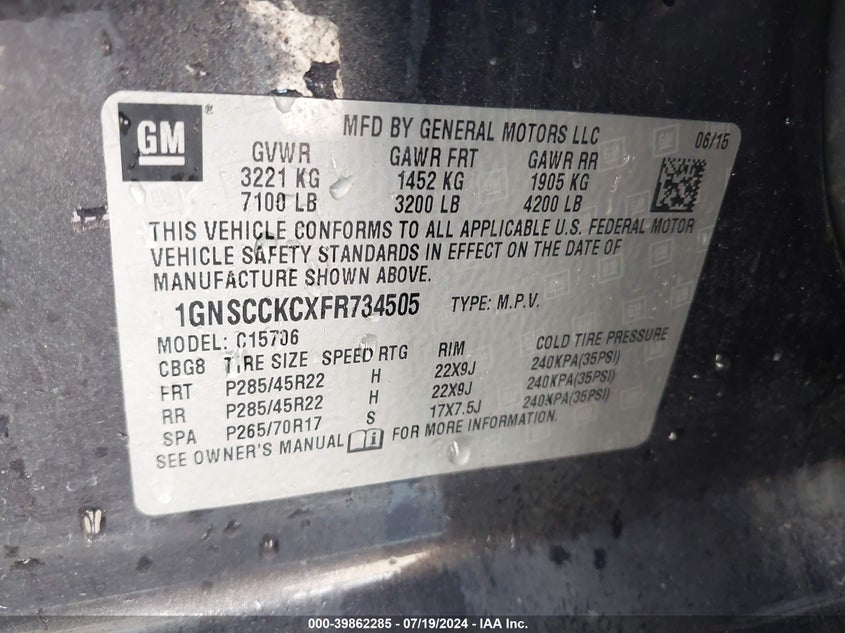 GM ®
MFD BY GENERAL MOTORS LLC
06/15
GVWR GAWR FRT GAWR RR
3221 KG 1452 KG 1905 KG
7100 LB 3200 LB 4200 LB
THIS VEHICLE CONFORMS TO ALL APPLICABLE U.S. FEDERAL MOTOR
VEHICLE SAFETY STANDARDS IN EFFECT ON THE DATE OF
MANUFACTURE SHOWN ABOVE.
1GNSCCKCXFR734505 TYPE: M.P.V.
MODEL: C15706
CBG8 TIRE SIZE SPEED RTG RIM COLD TIRE PRESSURE
FRT P285/45R22 H 22X9J 240KPA(35PSI)
RR P285/45R22 H 22X9J 240KPA(35PSI)
SPA P265/70R17 S 17X7.5J 240KPA(35PSI)
SEE OWNER'S MANUAL FOR MORE INFORMATION.
000-39862285 - 07/19/2024 - IAA Inc.